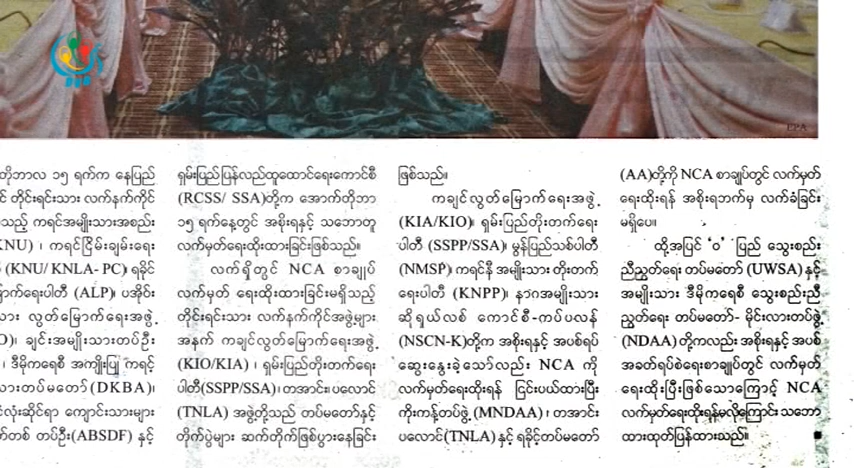 EPA
တိုဘာလ ၁၅ ရက်က နေပြည်
င် တိုင်းရင်းသား လက်နက်ကိုင်
သည့် ကရင်အမျိုးသားအစည်း
KNU) ၊ ကရင်ငြိမ်းချမ်းရေး
(KNU/ KNLA- PC)၊ ရခိုင်
ာက်ရေးပါတီ (ALP)၊ ပအိုဝ်း
သား လွတ်မြောက်ရေးအဖွဲ့
O)၊ ချင်းအမျိုးသားတပ်ဦး
၊ ဒီမိုကရေစီ အကျိုးပြု ကရင့်
သားတပ်မတော် (DKBA)၊
လုံးဆိုင်ရာ ကျောင်းသားများ
က်တစ် တပ်ဦး(ABSDF) နှင့်
ရှမ်းပြည်ပြန်လည်ထူထောင်ရေးကောင်စီ
(RCSS/ SSA)တို့က အောက်တိုဘာ
၁၅ ရက်နေ့တွင် အစိုးရနှင့် သဘောတူ
လက်မှတ်ရေးထိုးထားခြင်းဖြစ်သည်။
လက်ရှိတွင် NCA စာချုပ်
လက်မှတ် ရေးထိုးထားခြင်းမရှိသည့်
တိုင်းရင်းသား လက်နက်ကိုင်အဖွဲ့များ
အနက် ကချင်လွတ်မြောက်ရေးအဖွဲ့
(KIO/KIA) ၊ ရှမ်းပြည်တိုးတက်ရေး
ပါတီ(SSPP/SSA)၊ တအာင်း၊ ပလောင်
(TNLA) အဖွဲ့တို့သည် တပ်မတော်နှင့်
တိုက်ပွဲများ ဆက်တိုက်ဖြစ်ပွားနေခြင်း
ဖြစ်သည်။
ကချင်လွတ်မြောက်ရေးအဖွဲ့
(KIA/KIO)၊ ရှမ်းပြည်တိုးတက်ရေး
ပါတီ (SSPP/SSA)၊ မွန်ပြည်သစ်ပါတီ
(NMSP)၊ ကရင်နီ အမျိုးသား တိုးတက်
ရေးပါတီ (KNPP)၊ နာဂအမျိုးသား
ဆိုရှယ်လစ် ကောင်စီ-ကပ်ပလန်
(NSCN-K)တို့က အစိုးရနှင့် အပစ်ရပ်
ဆွေးနွေးခဲ့သော်လည်း NCA ကို
လက်မှတ်ရေးထိုးရန် ငြင်းပယ်ထားပြီး
ကိုးကန့်တပ်ဖွဲ့ (MNDAA)၊ တအာင်း
ပလောင်(TNLA)နှင့် ရခိုင့်တပ်မတော်
(AA)တို့ကို NCA စာချုပ်တွင် လက်မှတ်
ရေးထိုးရန် အစိုးရဘက်မှ လက်ခံခြင်း
မရှိပေ။
ထို့အပြင် ‘ဝ’ ပြည် သွေးစည်း
ညီညွတ်ရေး တပ်မတော် (UWSA)နှင့်
အမျိုးသား ဒီမိုကရေစီ သွေးစည်းညီ
ညွတ်ရေး တပ်မတော်- မိုင်းလားတပ်ဖွဲ့
(NDAA)တို့ကလည်း အစိုးရနှင့် အပစ်
အခတ်ရပ်စဲရေးစာချုပ်တွင် လက်မှတ်
ရေးထိုးပြီးဖြစ်သောကြောင့် NCA
လက်မှတ်ရေးထိုးရန်မလိုကြောင်း သဘော
ထားထုတ်ပြန်ထားသည်။